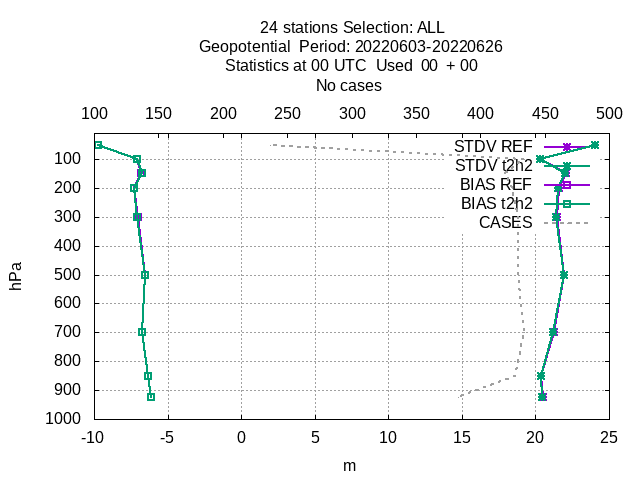 24 stations Selection: ALL
Geopotential  Period: 20220603-20220626
Statistics at 00 UTC  Used  00  + 00
No cases
100 150 200 250 300 350 400 450 500
STDV REF
STDV t2h2
BIAS REF
BIAS t2h2
CASES
hPa
100
200
300
400
500
600
700
800
900
1000
-10 -5 0 5 10 15 20 25
m